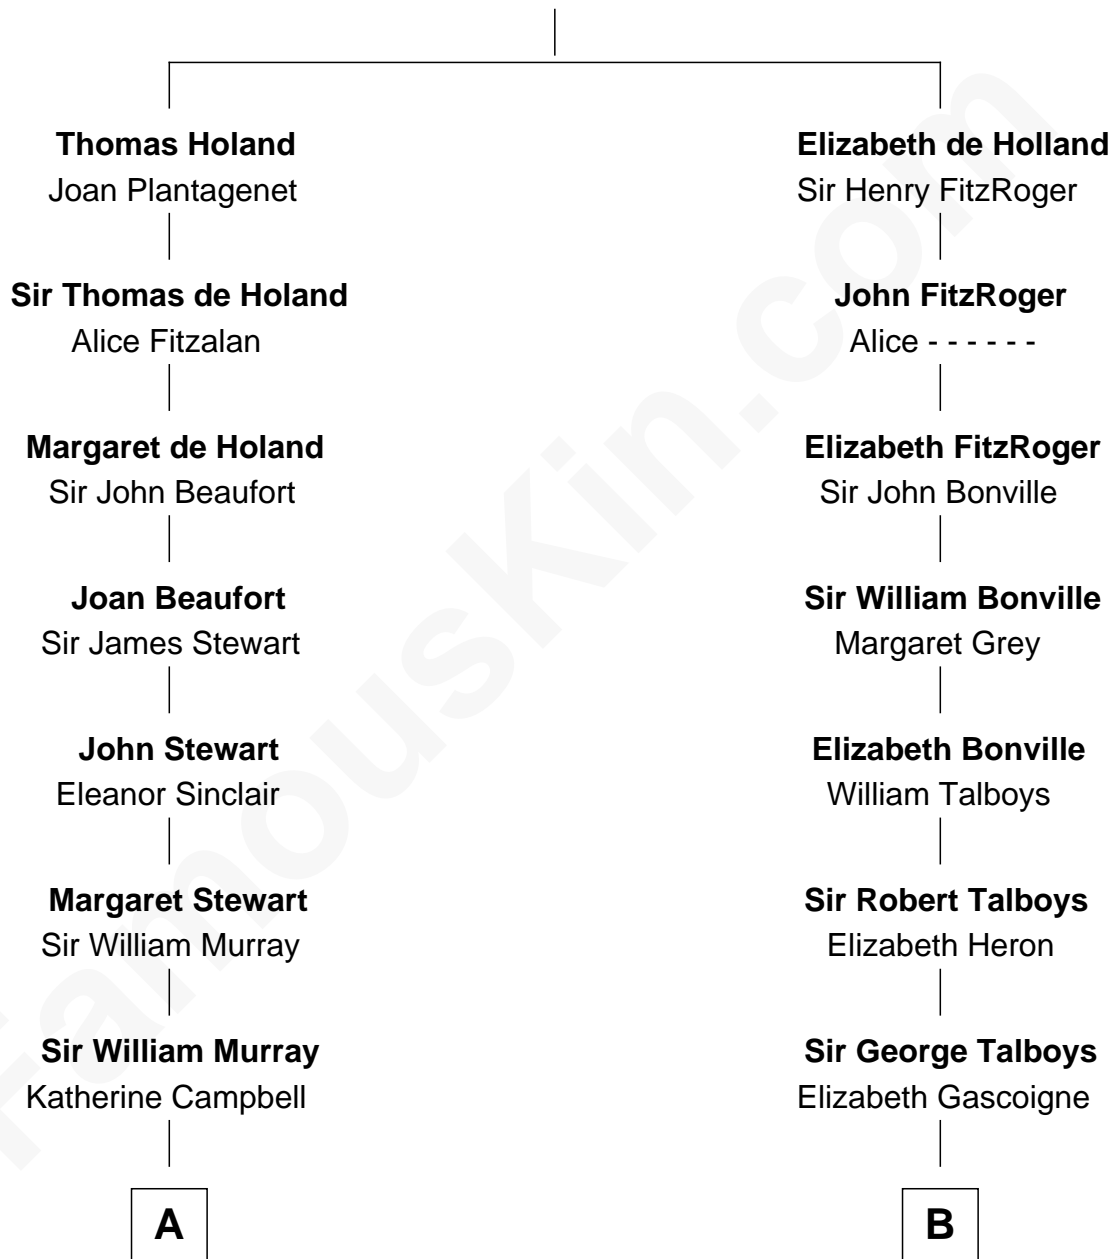 Thomas Holand
Joan Plantagenet
Elizabeth de Holland
Sir Henry FitzRoger
Sir Thomas de Holand
Alice Fitzalan
John FitzRoger
Alice - - - - - -
Margaret de Holand
Sir John Beaufort
Elizabeth FitzRoger
Sir John Bonville
Joan Beaufort
Sir James Stewart
Sir William Bonville
Margaret Grey
John Stewart
Eleanor Sinclair
Elizabeth Bonville
William Talboys
Margaret Stewart
Sir William Murray
Sir Robert Talboys
Elizabeth Heron
Sir William Murray
Katherine Campbell
Sir George Talboys
Elizabeth Gascoigne
A
B
FamousKin.com